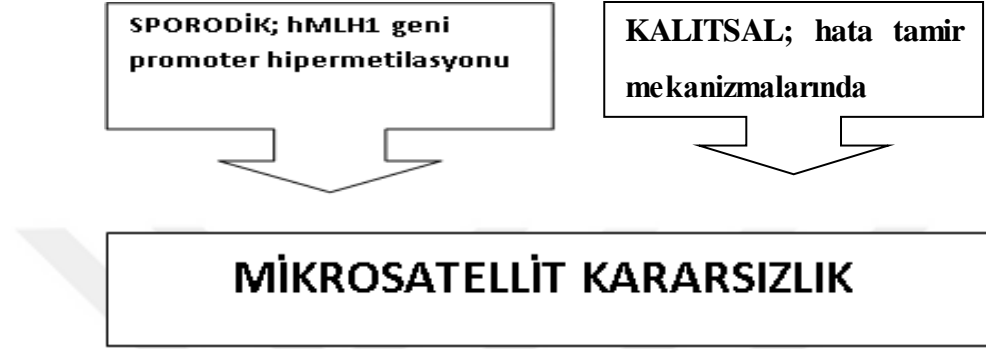 SPORODİK; hMLH1 geni
promoter hipermetilasyonu
KALITSAL; hata tamir
mekanizmalarında
MİKROSATELLİT KARARSIZLIK